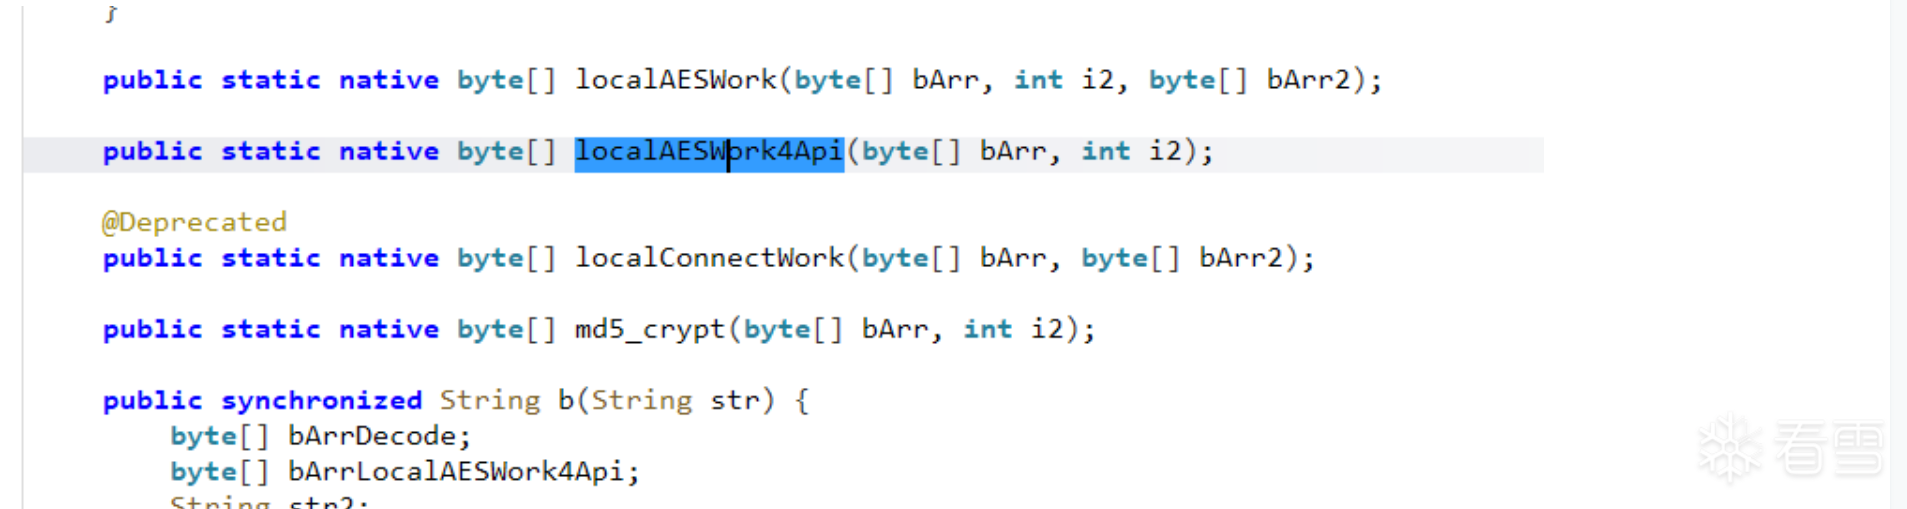 }
public static native byte[] localAESWork(byte[] bArr, int i2, byte[] bArr2);
public static native byte[] localAESWork4Api(byte[] bArr, int i2);
@Deprecated
public static native byte[] localConnectWork(byte[] bArr, byte[] bArr2);
public static native byte[] md5_crypt(byte[] bArr, int i2);
public synchronized String b(String str) {
byte[] bArrDecode;
byte[] bArrLocalAESWork4Api;
String str2;
看雪